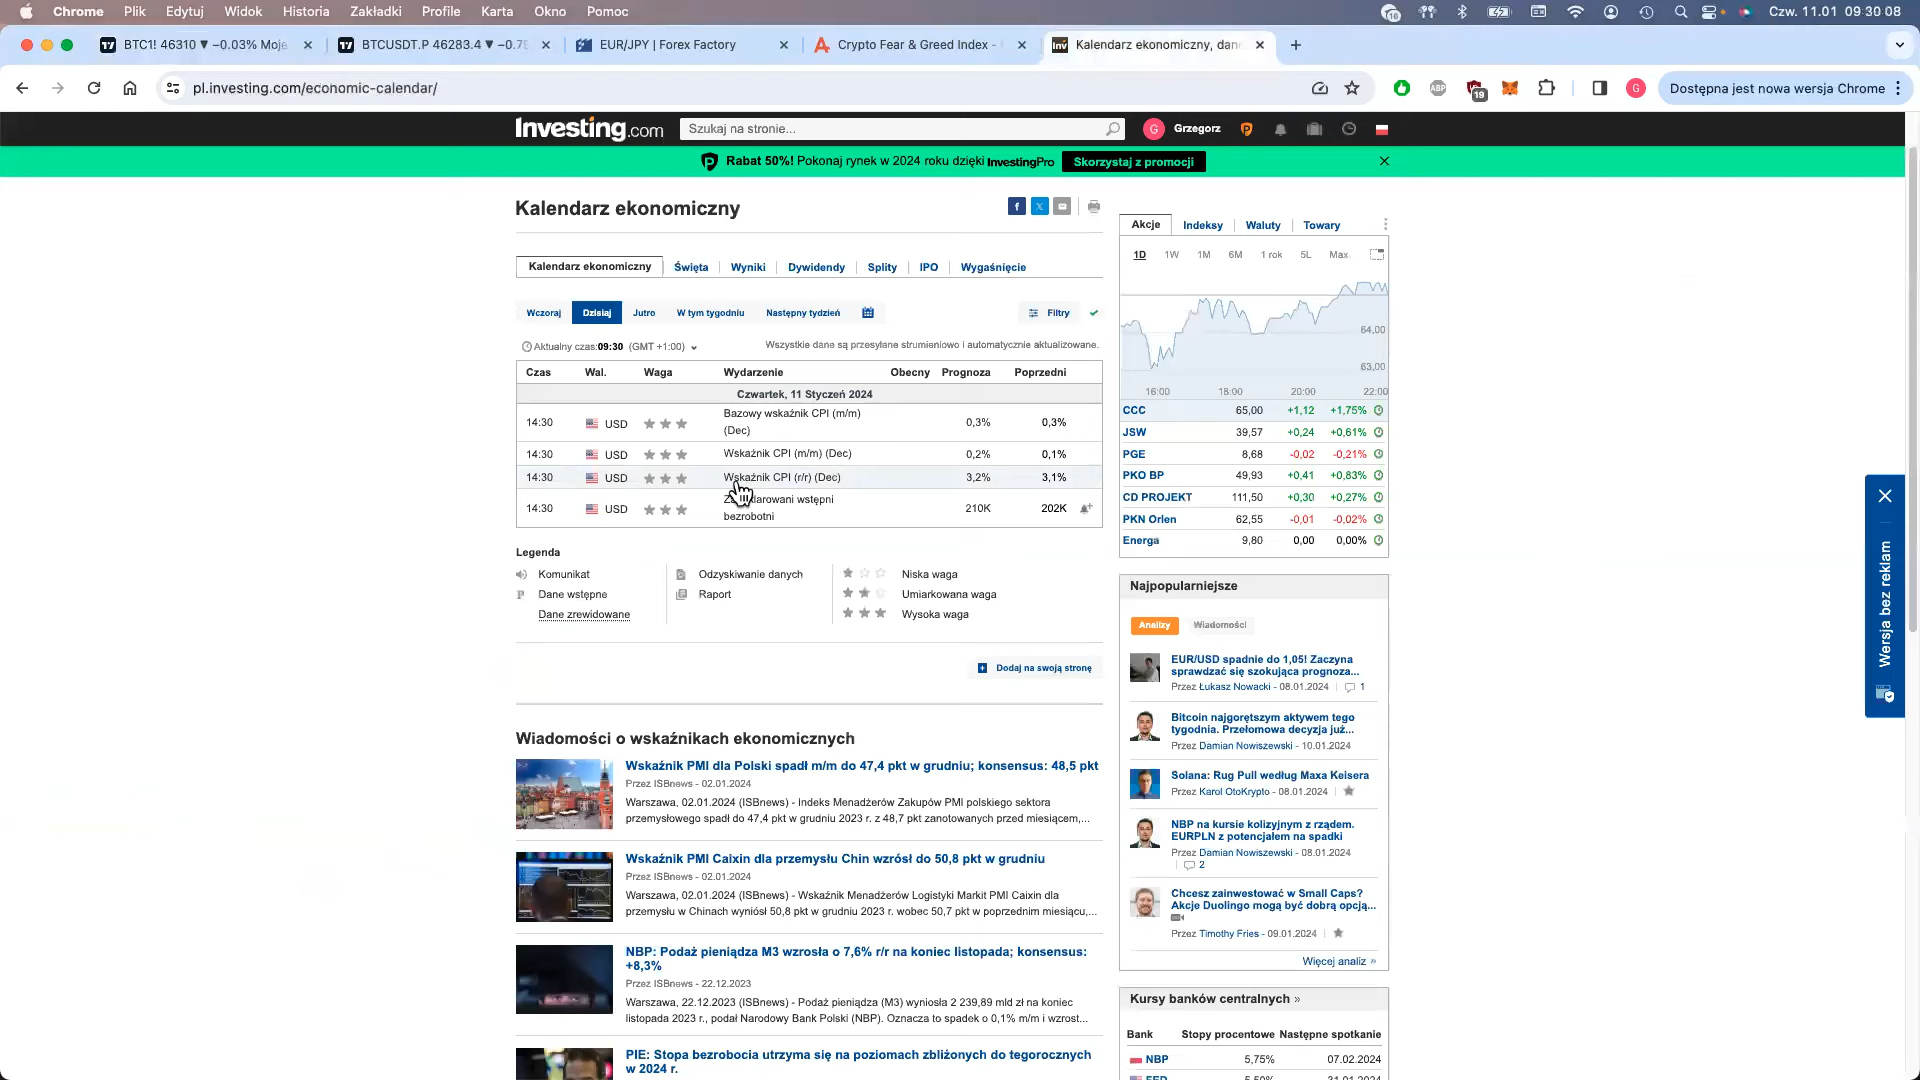 Chrome Plik Edytuj Widok Historia Zakładki Profile Karta Okno Pomoc 16 Czw. 11.01 09:30:08
BTC1! 46310 ▼ −0.03% Moje
BTCUSDT.P 46283.4 ▼ −0.7
EUR/JPY | Forex Factory
Crypto Fear & Greed Index -
Kalendarz ekonomiczny, dan
pl.investing.com/economic-calendar/
ABP 19 G Dostępna jest nowa wersja Chrome
Investing.com Szukaj na stronie... G Grzegorz
Rabat 50%! Pokonaj rynek w 2024 roku dzięki InvestingPro Skorzystaj z promocji
Kalendarz ekonomiczny
Kalendarz ekonomiczny Święta Wyniki Dywidendy Splity IPO Wygaśnięcie
Wczoraj Dzisiaj Jutro W tym tygodniu Następny tydzień Filtry
Aktualny czas:09:30 (GMT +1:00) Wszystkie dane są przesyłane strumieniowo i automatycznie aktualizowane.
Czas Wal. Waga Wydarzenie Obecny Prognoza Poprzedni
Czwartek, 11 Styczeń 2024
14:30 USD Bazowy wskaźnik CPI (m/m) (Dec) 0,3% 0,3%
14:30 USD Wskaźnik CPI (m/m) (Dec) 0,2% 0,1%
14:30 USD Wskaźnik CPI (r/r) (Dec) 3,2% 3,1%
14:30 USD wstępni bezrobotni 210K 202K
Legenda
Komunikat Odzyskiwanie danych Niska waga
Dane wstępne Raport Umiarkowana waga
Dane zrewidowane Wysoka waga
Dodaj na swoją stronę
Wiadomości o wskaźnikach ekonomicznych
Wskaźnik PMI dla Polski spadł m/m do 47,4 pkt w grudniu; konsensus: 48,5 pkt
Przez ISBnews - 02.01.2024
Warszawa, 02.01.2024 (ISBnews) - Indeks Menadżerów Zakupów PMI polskiego sektora
przemysłowego spadł do 47,4 pkt w grudniu 2023 r. z 48,7 pkt zanotowanych przed miesiącem,...
Wskaźnik PMI Caixin dla przemysłu Chin wzrósł do 50,8 pkt w grudniu
Przez ISBnews - 02.01.2024
Warszawa, 02.01.2024 (ISBnews) - Wskaźnik Menadżerów Logistyki Markit PMI Caixin dla
przemysłu w Chinach wyniósł 50,8 pkt w grudniu 2023 r. wobec 50,7 pkt w poprzednim miesiącu,...
NBP: Podaż pieniądza M3 wzrosła o 7,6% r/r na koniec listopada; konsensus:
+8,3%
Przez ISBnews - 22.12.2023
Warszawa, 22.12.2023 (ISBnews) - Podaż pieniądza (M3) wyniosła 2 239,89 mld zł na koniec
listopada 2023 r., podał Narodowy Bank Polski (NBP). Oznacza to spadek o 0,1% m/m i wzrost...
PIE: Stopa bezrobocia utrzyma się na poziomach zbliżonych do tegorocznych
w 2024 r.
Akcje Indeksy Waluty Towary
1D 1W 1M 6M 1 rok 5L Max
64,00
63,00
16:00 18:00 20:00 22:00
CCC 65,00 +1,12 +1,75%
JSW 39,57 +0,24 +0,61%
PGE 8,68 -0,02 -0,21%
PKO BP 49,93 +0,41 +0,83%
CD PROJEKT 111,50 +0,30 +0,27%
PKN Orlen 62,55 -0,01 -0,02%
Energa 9,80 0,00 0,00%
Najpopularniejsze
Analizy Wiadomości
EUR/USD spadnie do 1,05! Zaczyna
sprawdzać się szokująca prognoza...
Przez Łukasz Nowacki - 08.01.2024 1
Bitcoin najgorętszym aktywem tego
tygodnia. Przełomowa decyzja już...
Przez Damian Nowiszewski - 10.01.2024
Solana: Rug Pull według Maxa Keisera
Przez Karol OtoKrypto - 08.01.2024
NBP na kursie kolizyjnym z rządem.
EURPLN z potencjałem na spadki
Przez Damian Nowiszewski - 08.01.2024
2
Chcesz zainwestować w Small Caps?
Akcje Duolingo mogą być dobrą opcją...
Przez Timothy Fries - 09.01.2024
Więcej analiz »
Kursy banków centralnych »
Bank Stopy procentowe Następne spotkanie
NBP 5,75% 07.02.2024
FED 5,50% 31.01.2024
Wersja bez reklam